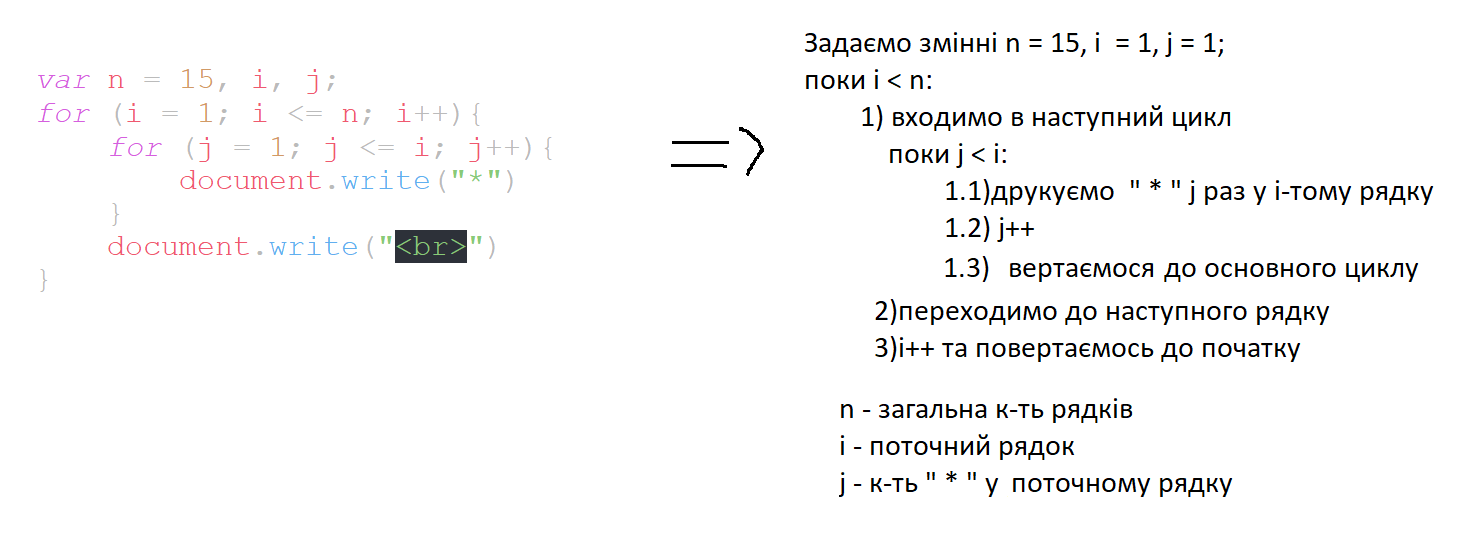 var n = 15, i, j;
for (i = 1; i <= n; i++){
for (j = 1; j <= i; j++){
document.write("*")
}
document.write("<br>")
}
Задаємо змінні n = 15, i = 1, j = 1;
поки i < n:
1) входимо в наступний цикл
поки j < i:
1.1)друкуємо " * " j раз у i-тому рядку
1.2) j++
1.3) вертаємося до основного циклу
2)переходимо до наступного рядку
3)i++ та повертаємось до початку
n - загальна к-ть рядків
i - поточний рядок
j - к-ть " * " у поточному рядку